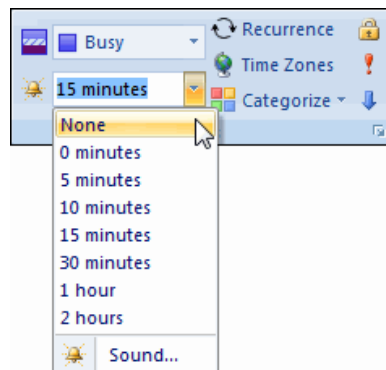 Busy
Recurrence
Time Zones
15 minutes
Categorize
None
0 minutes
5 minutes
10 minutes
15 minutes
30 minutes
1 hour
2 hours
Sound...